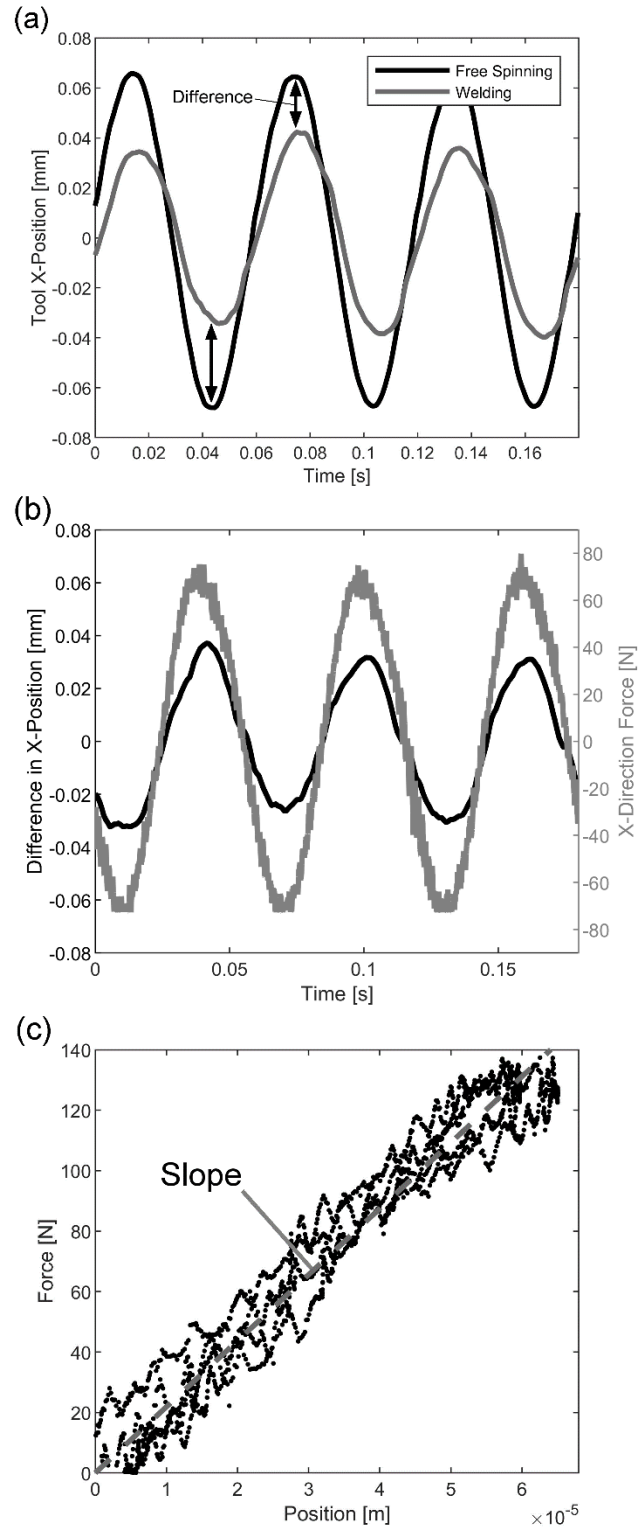 (a)
0.08
0.06
0.04
0.02
0
-0.02
-0.04
-0.06
-0.08
Tool X-Position [mm]
Difference
Free Spinning
Welding
0 0.02 0.04 0.06 0.08 0.1 0.12 0.14 0.16
Time [s]
(b)
0.08
0.06
0.04
0.02
0
-0.02
-0.04
-0.06
-0.08
Difference in X-Position [mm]
80
60
40
20
0
-20
-40
-60
-80
X-Direction Force [N]
0 0.05 0.1 0.15
Time [s]
(c)
140
120
100
80
60
40
20
0
Force [N]
Slope
0 1 2 3 4 5 6
Position [m]
×10⁻⁵